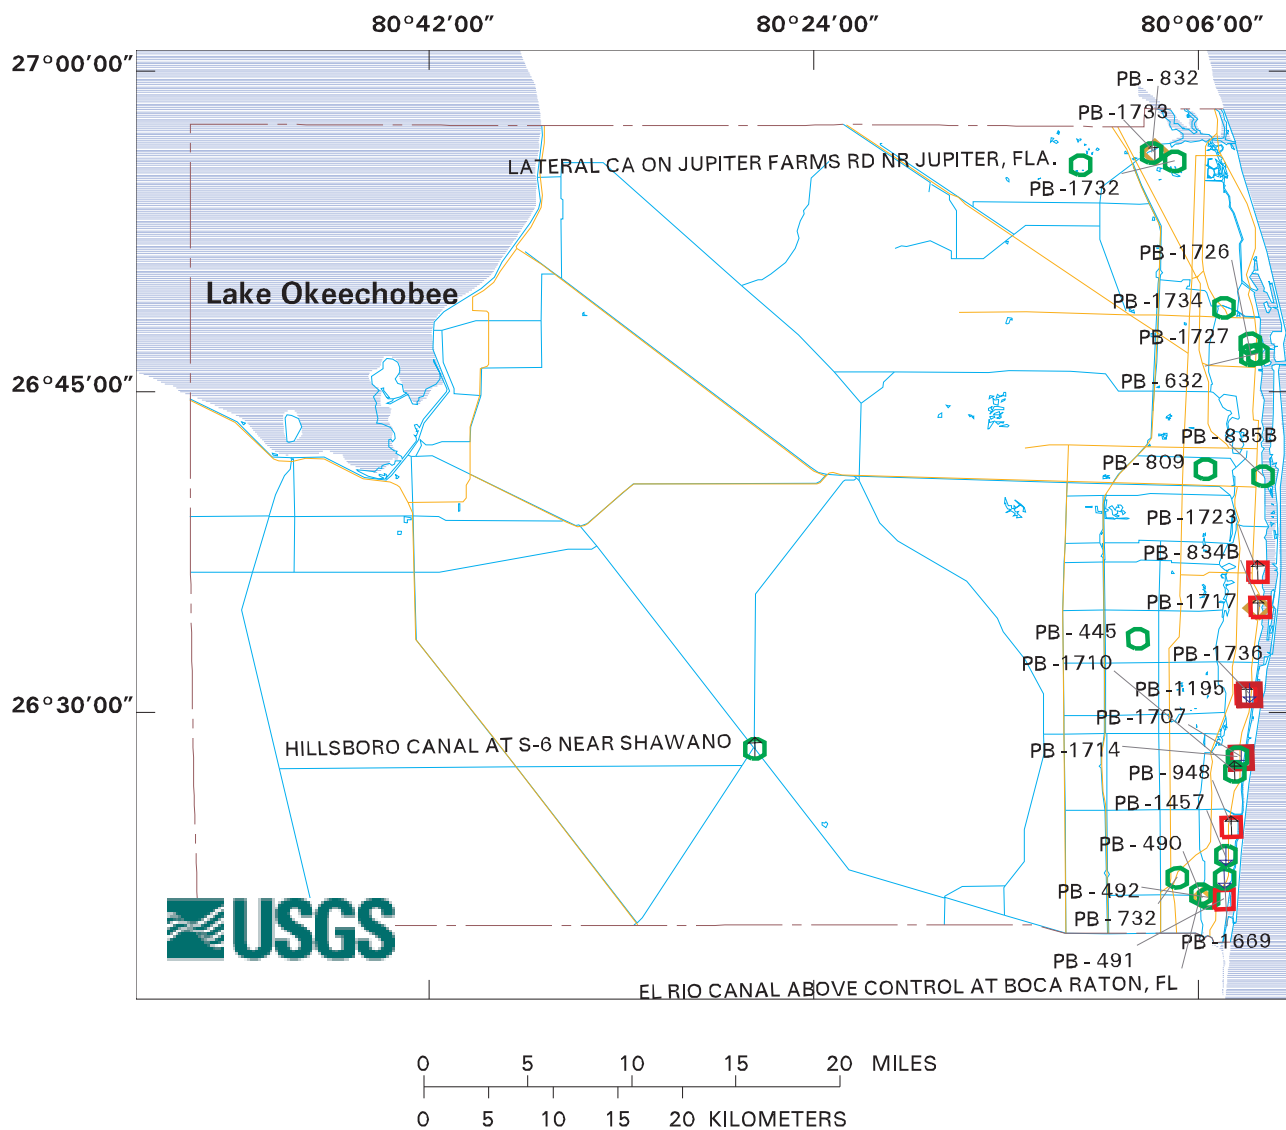 80°42'00" 80°24'00" 80°06'00"
27°00'00"
PB - 832
PB - 1733
LATERAL CA ON JUPITER FARMS RD NR JUPITER, FLA.
PB -1732
PB -1726
Lake Okeechobee
PB -1734
PB -1727
26°45'00"
PB - 632
PB - 835B
PB - 809
PB -1723
PB - 834B
PB -1717
PB - 445
PB -1736
PB -1710
PB -1195
26°30'00"
PB -1707
HILLSBORO CANAL AT S-6 NEAR SHAWANO
PB -1714
PB - 948
PB -1457
PB - 490
PB - 492
PB - 732
USGS
PB -1669
PB - 491
EL RIO CANAL ABOVE CONTROL AT BOCA RATON, FL
0 5 10 15 20 MILES
0 5 10 15 20 KILOMETERS